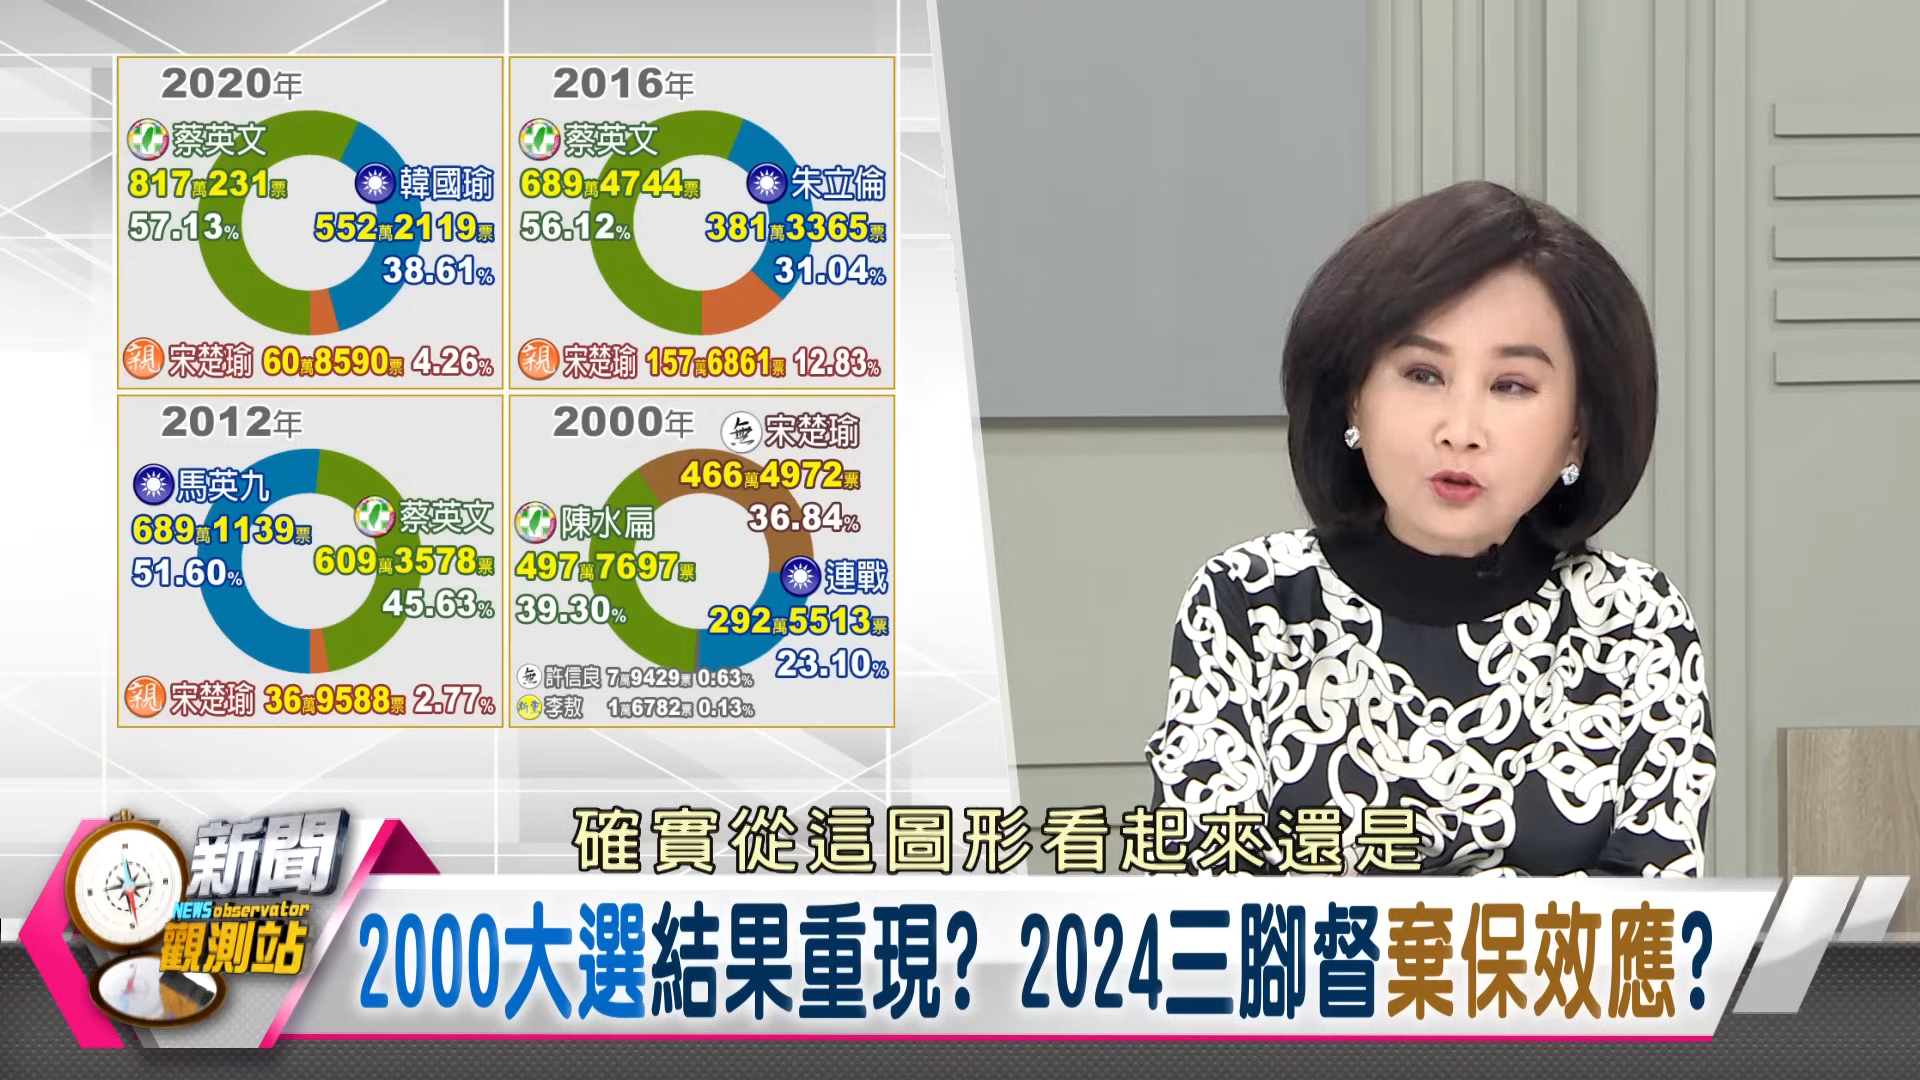 2020年
蔡英文
817萬231票
57.13%
韓國瑜
552萬2119票
38.61%
親 宋楚瑜 60萬8590票 4.26%
2016年
蔡英文
689萬4744票
56.12%
朱立倫
381萬3365票
31.04%
親 宋楚瑜 157萬6861票 12.83%
2012年
馬英九
689萬1139票
51.60%
蔡英文
609萬3578票
45.63%
親 宋楚瑜 36萬9588票 2.77%
2000年
無 宋楚瑜
466萬4972票
36.84%
陳水扁
497萬7697票
39.30%
連戰
292萬5513票
23.10%
無 許信良 7萬9429票 0.63%
新黨 李敖 1萬6782票 0.13%
確實從這圖形看起來還是
新聞
NEWS observator
觀測站
2000大選結果重現? 2024三腳督棄保效應?